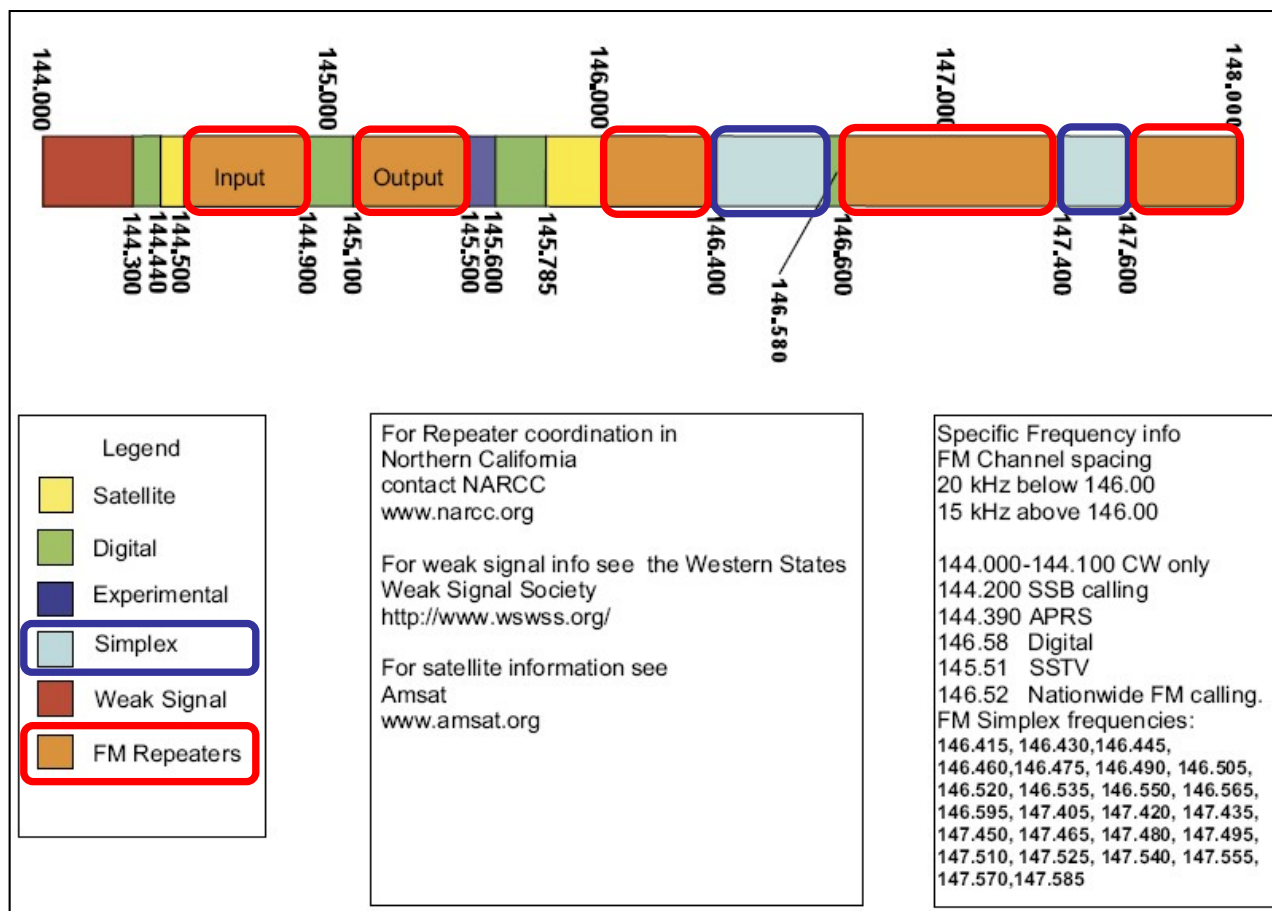 144.000
145.000
146.000
147.000
148.000
Input
Output
144.300
144.440
144.500
144.900
145.100
145.500
145.600
145.785
146.400
146.580
146.600
147.400
147.600
Legend
Satellite
Digital
Experimental
Simplex
Weak Signal
FM Repeaters
For Repeater coordination in
Northern California
contact NARCC
www.narcc.org
For weak signal info see the Western States
Weak Signal Society
http://www.wswss.org/
For satellite information see
Amsat
www.amsat.org
Specific Frequency info
FM Channel spacing
20 kHz below 146.00
15 kHz above 146.00
144.000-144.100 CW only
144.200 SSB calling
144.390 APRS
146.58 Digital
145.51 SSTV
146.52 Nationwide FM calling.
FM Simplex frequencies:
146.415, 146.430,146.445,
146.460,146.475, 146.490, 146.505,
146.520, 146.535, 146.550, 146.565,
146.595, 147.405, 147.420, 147.435,
147.450, 147.465, 147.480, 147.495,
147.510, 147.525, 147.540, 147.555,
147.570,147.585